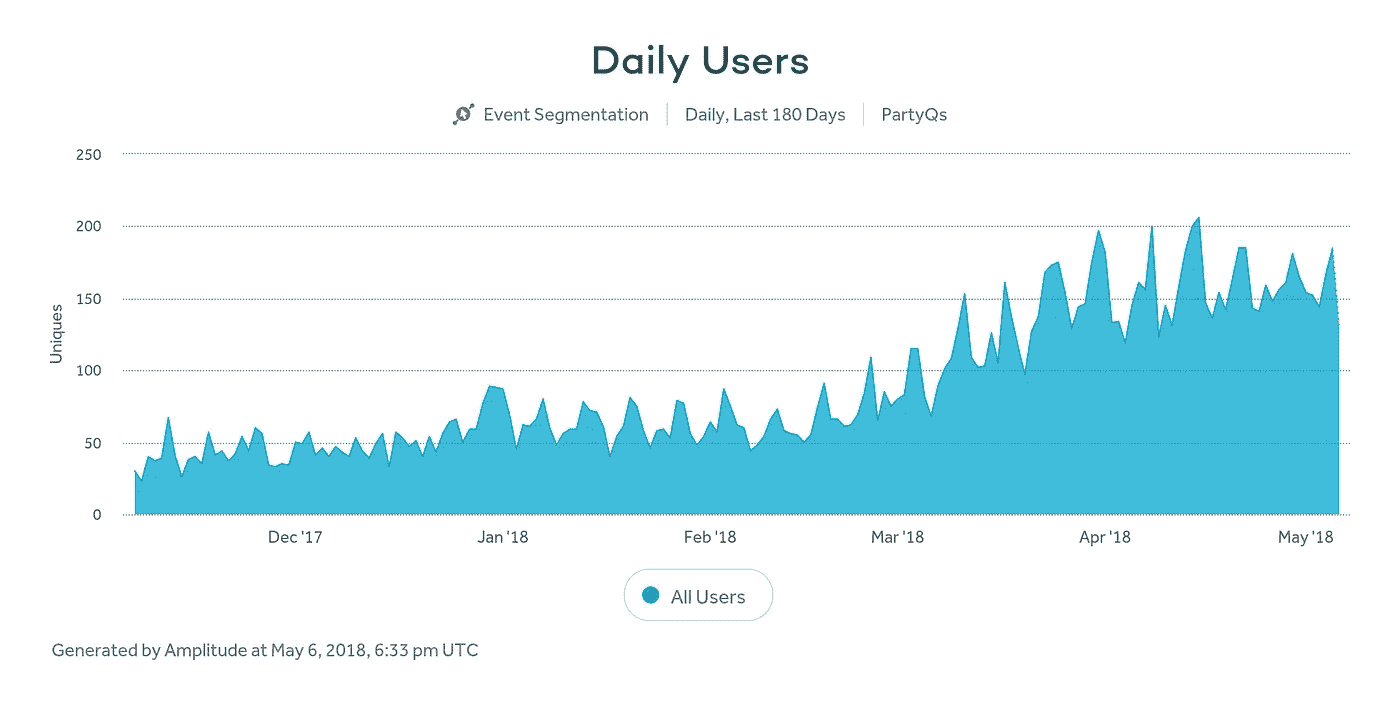 Daily Users
Event Segmentation | Daily, Last 180 Days | PartyQs
250
200
150
100
50
0
Uniques
Dec '17 Jan '18 Feb '18 Mar '18 Apr '18 May '18
All Users
Generated by Amplitude at May 6, 2018, 6:33 pm UTC